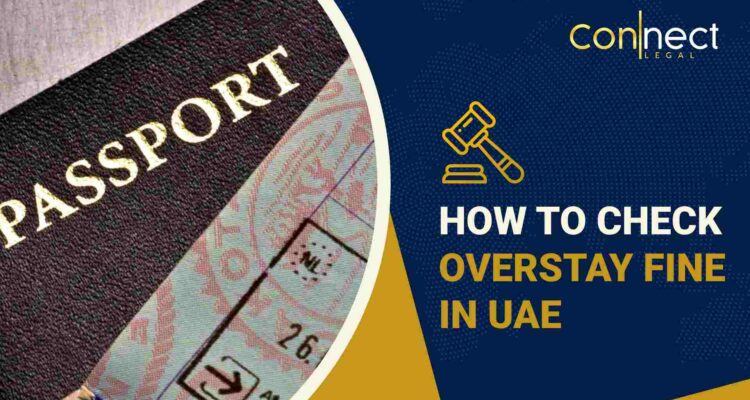 Connect
LEGAL
PASSPORT
NL
26.
HOW TO CHECK
OVERSTAY FINE
IN UAE